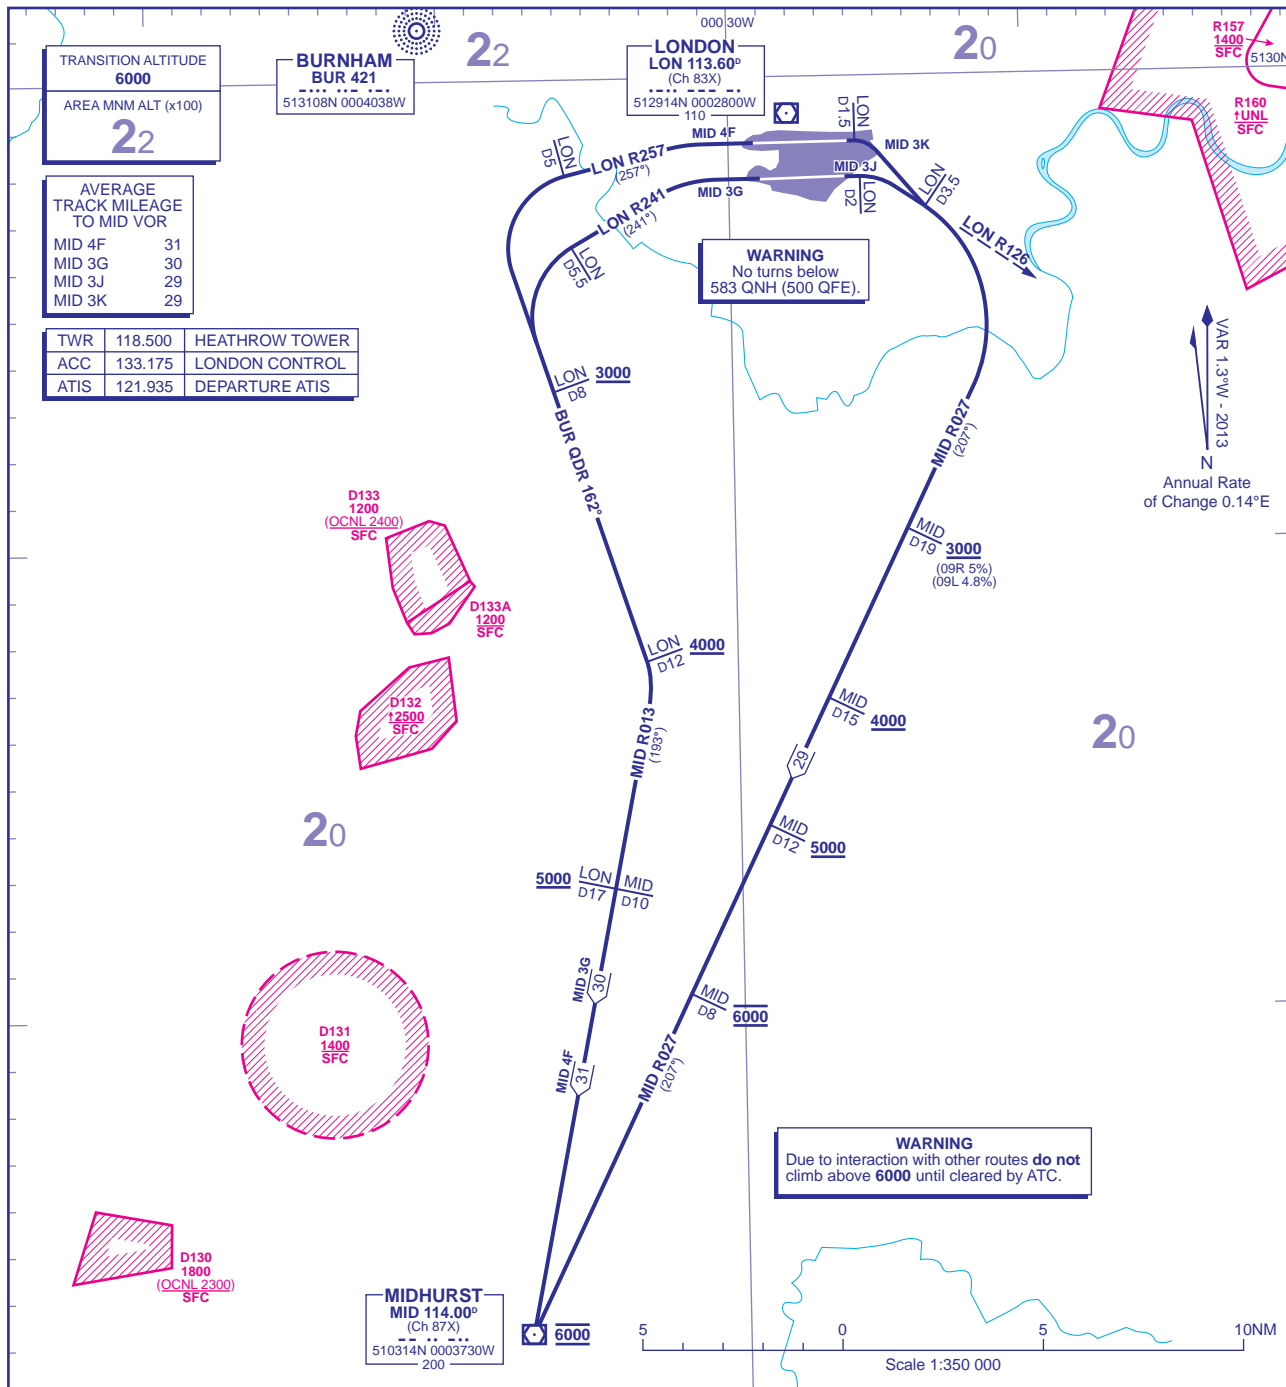 TRANSITION ALTITUDE
6000
AREA MNM ALT (x100)
22
BURNHAM
BUR 421
513108N 0004038W
22
00030W
LONDON
LON 113.60ᴰ
(Ch 83X)
512914N 0002800W
110
20
R157
1400
SFC
5130N
R160
↑UNL
SFC
AVERAGE
TRACK MILEAGE
TO MID VOR
MID 4F 31
MID 3G 30
MID 3J 29
MID 3K 29
TWR 118.500 HEATHROW TOWER
ACC 133.175 LONDON CONTROL
ATIS 121.935 DEPARTURE ATIS
LON
D5
LON R257
(257°)
MID 4F
LON
D1.5
MID 3K
MID 3J
MID 3G
LON
D2
LON
D3.5
LON R241
(241°)
LON
D5.5
LON R126
WARNING
No turns below
583 QNH (500 QFE).
LON
D8
3000
BUR QDR 162°
MID R027
(207°)
VAR 1.3°W - 2013
N
Annual Rate
of Change 0.14°E
D133
1200
(OCNL 2400)
SFC
D133A
1200
SFC
MID
D19
3000
(09R 5%)
(09L 4.8%)
LON
D12
4000
D132
↑2500
SFC
MID R013
(193°)
MID
D15
4000
29
20
20
MID
D12
5000
5000
LON
D17
MID
D10
MID 3G
30
MID
D8
6000
D131
1400
SFC
MID 4F
31
MID R027
(207°)
WARNING
Due to interaction with other routes do not
climb above 6000 until cleared by ATC.
D130
1800
(OCNL 2300)
SFC
MIDHURST
MID 114.00ᴰ
(Ch 87X)
510314N 0003730W
200
6000
5 0 5 10NM
Scale 1:350 000